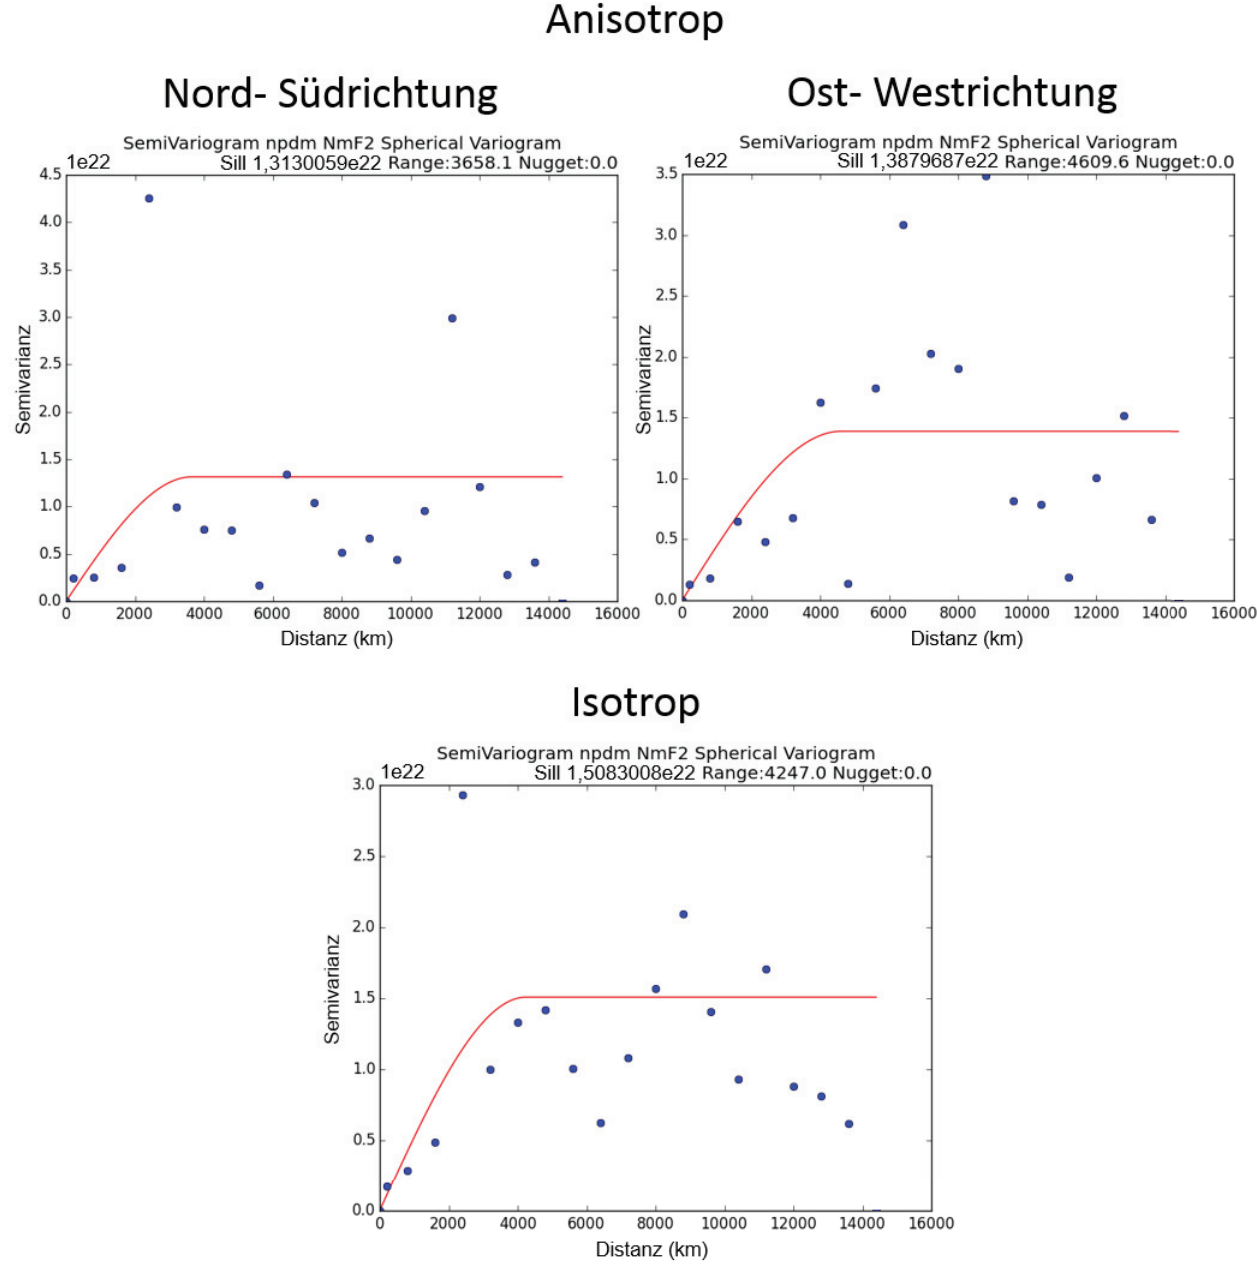 Anisotrop
Nord- Südrichtung
SemiVariogram npdm NmF2 Spherical Variogram
1e22 Sill 1,3130059e22 Range:3658.1 Nugget:0.0
4.5
4.0
3.5
3.0
2.5
2.0
1.5
1.0
0.5
0.0
Semivarianz
0 2000 4000 6000 8000 10000 12000 14000 16000
Distanz (km)
Ost- Westrichtung
SemiVariogram npdm NmF2 Spherical Variogram
1e22 Sill 1,3879687e22 Range:4609.6 Nugget:0.0
3.5
3.0
2.5
2.0
1.5
1.0
0.5
0.0
Semivarianz
0 2000 4000 6000 8000 10000 12000 14000 16000
Distanz (km)
Isotrop
SemiVariogram npdm NmF2 Spherical Variogram
1e22 Sill 1,5083008e22 Range:4247.0 Nugget:0.0
3.0
2.5
2.0
1.5
1.0
0.5
0.0
Semivarianz
0 2000 4000 6000 8000 10000 12000 14000 16000
Distanz (km)